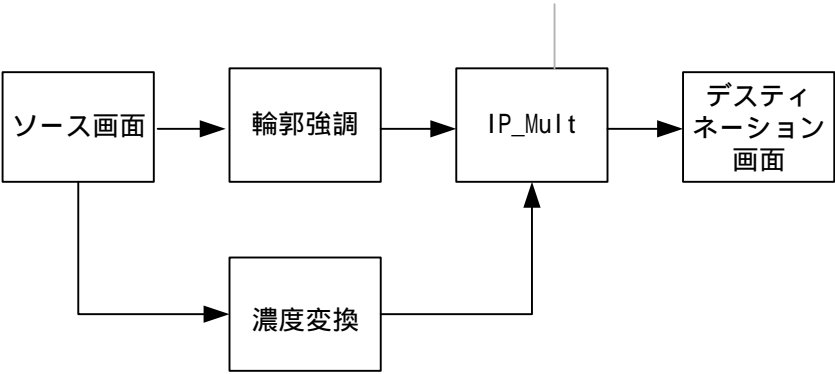 ソース画面
輪郭強調
IP_Mult
デスティ
ネーション
画面
濃度変換